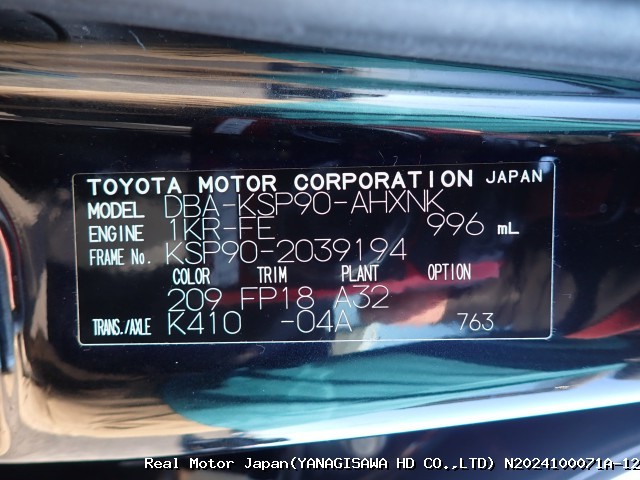 TOYOTA MOTOR CORPORATION JAPAN
MODEL DBA-KSP90-AHXNK
ENGINE 1KR-FE 996 mL
FRAME No. KSP90-2039194
COLOR TRIM PLANT OPTION
209 FP18 A32
TRANS./AXLE K410 -04A 763
Real Motor Japan(YANAGISAWA HD CO.,LTD) N2024100071A-12